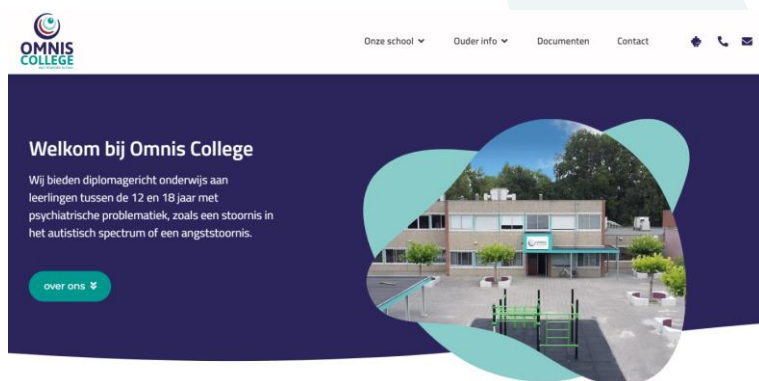 OMNIS
COLLEGE
Onze school
Ouder info
Documenten
Contact
Welkom bij Omnis College
Wij bieden diplomagericht onderwijs aan
leerlingen tussen de 12 en 18 jaar met
psychiatrische problematiek, zoals een stoornis in
het autistisch spectrum of een angststoornis.
over ons